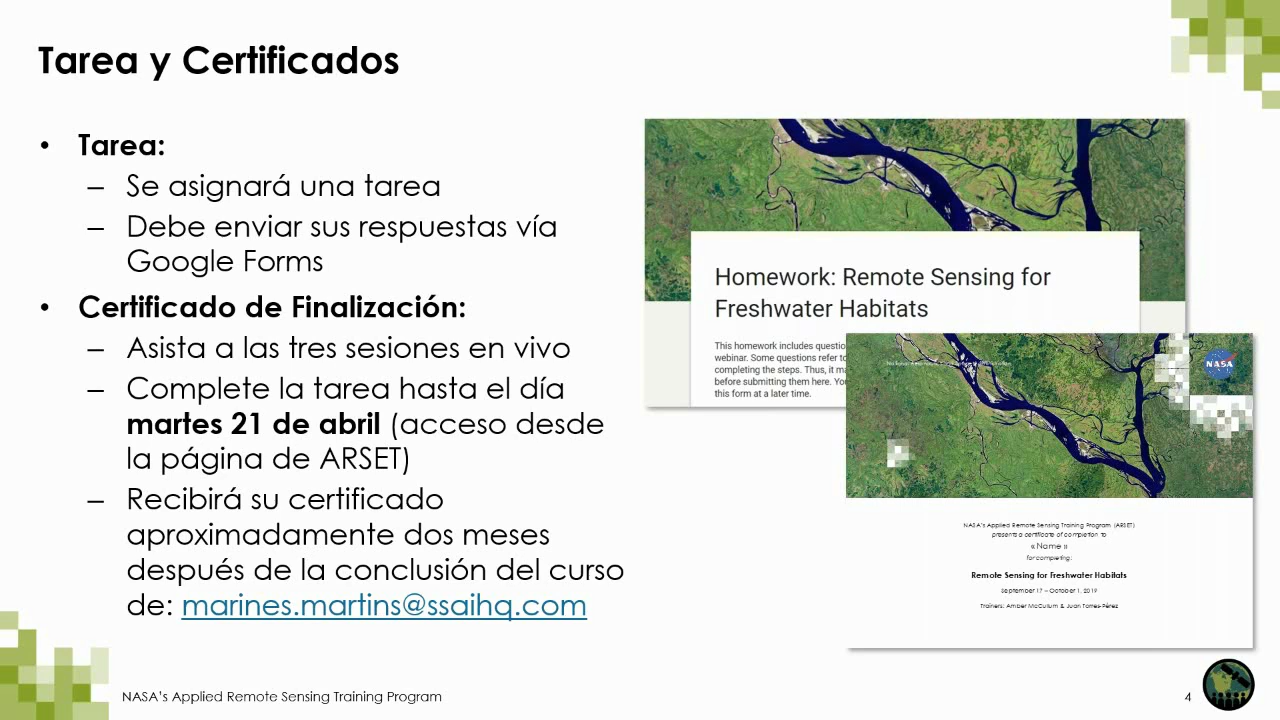 Tarea y Certificados
• Tarea:
– Se asignará una tarea
– Debe enviar sus respuestas vía
Google Forms
• Certificado de Finalización:
– Asista a las tres sesiones en vivo
– Complete la tarea hasta el día
martes 21 de abril (acceso desde
la página de ARSET)
– Recibirá su certificado
aproximadamente dos meses
después de la conclusión del curso
de: marines.martins@ssaihq.com
Homework: Remote Sensing for
Freshwater Habitats
This homework includes questio
webinar. Some questions refer to
completing the steps. Thus, it ma
before submitting them here. You
this form at a later time.
NASA
NASA's Applied Remote Sensing Training Program (ARSET)
presents a certificate of completion to
« Name »
for completing:
Remote Sensing for Freshwater Habitats
September 17 – October 1, 2019
Trainers: Amber McCullum & Juan Torres-Pérez
NASA's Applied Remote Sensing Training Program
4